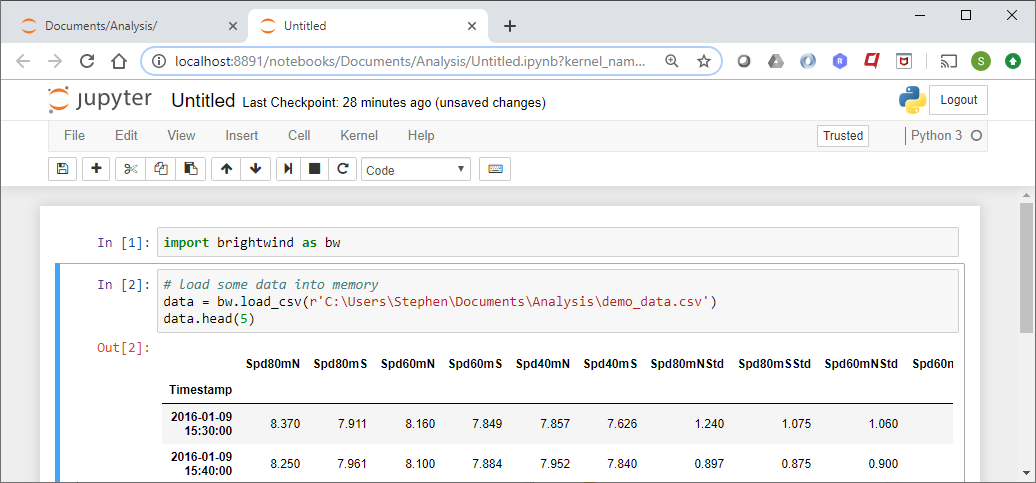 Documents/Analysis/ Untitled
localhost:8891/notebooks/Documents/Analysis/Untitled.ipynb?kernel_nam... R S
jupyter Untitled Last Checkpoint: 28 minutes ago (unsaved changes) Logout
File Edit View Insert Cell Kernel Help Trusted Python 3
Code
In [1]: import brightwind as bw
In [2]: # load some data into memory
data = bw.load_csv(r'C:\Users\Stephen\Documents\Analysis\demo_data.csv')
data.head(5)
Out[2]:
Spd80mN Spd80mS Spd60mN Spd60mS Spd40mN Spd40mS Spd80mNStd Spd80mSStd Spd60mNStd Spd60m
Timestamp
2016-01-09
15:30:00 8.370 7.911 8.160 7.849 7.857 7.626 1.240 1.075 1.060
2016-01-09
15:40:00 8.250 7.961 8.100 7.884 7.952 7.840 0.897 0.875 0.900